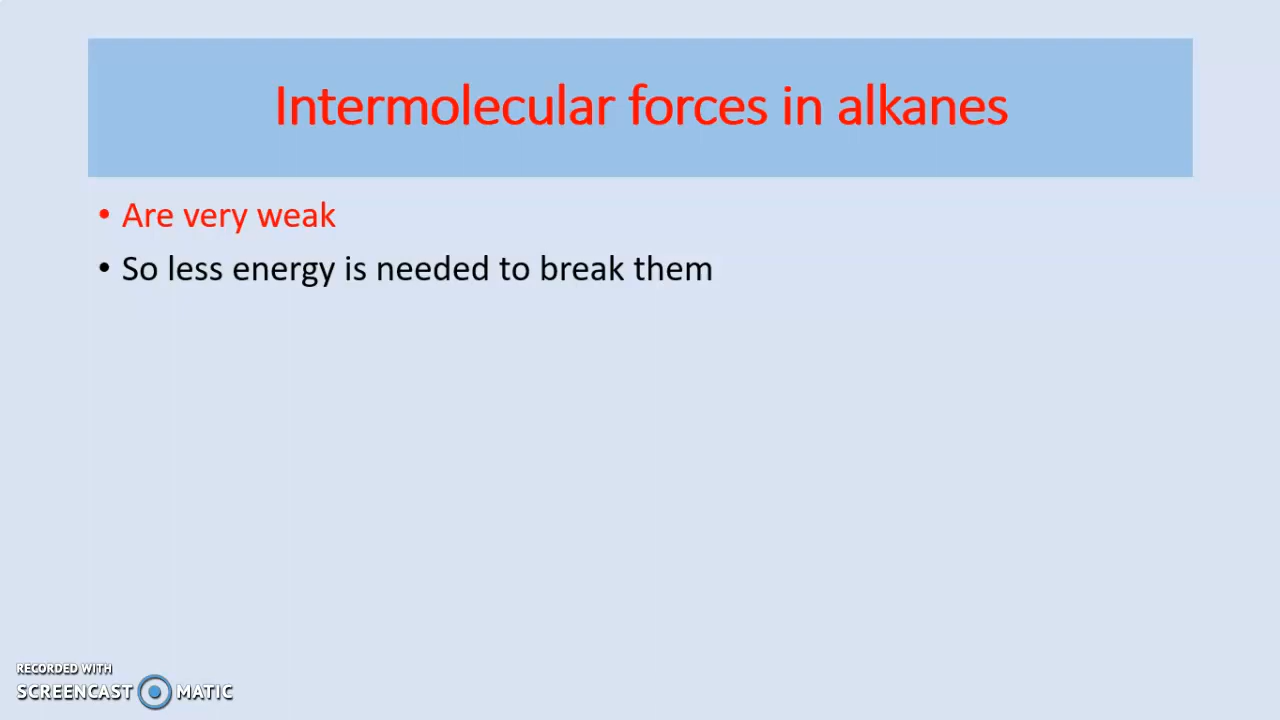 Intermolecular forces in alkanes
• Are very weak
• So less energy is needed to break them
RECORDED WITH
SCREENCAST MATIC